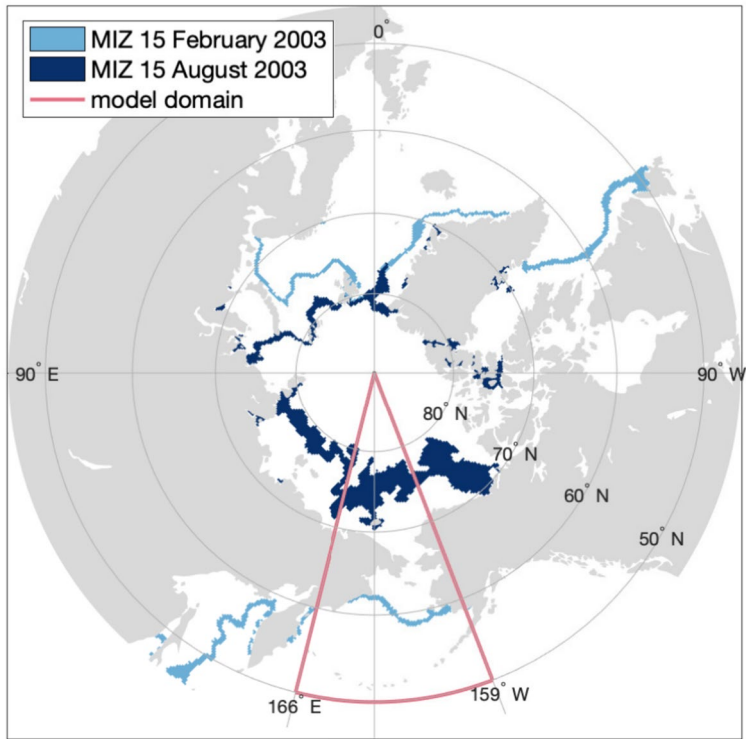 0°
MIZ 15 February 2003
MIZ 15 August 2003
model domain
90° E
90° W
80° N
70° N
60° N
50° N
166° E
159° W